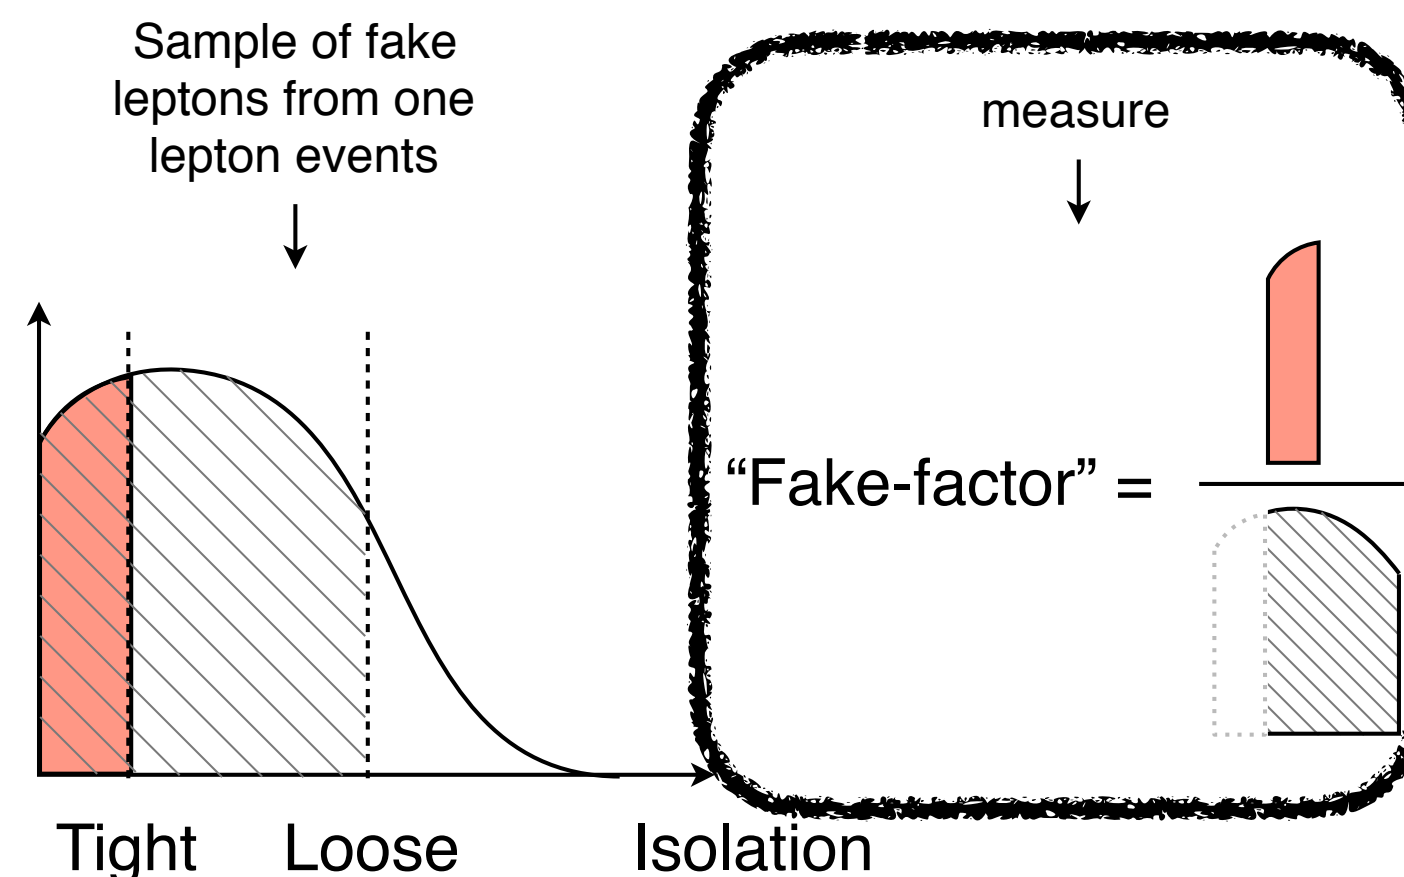 Sample of fake
leptons from one
lepton events
measure
“Fake-factor” =
Tight
Loose
Isolation